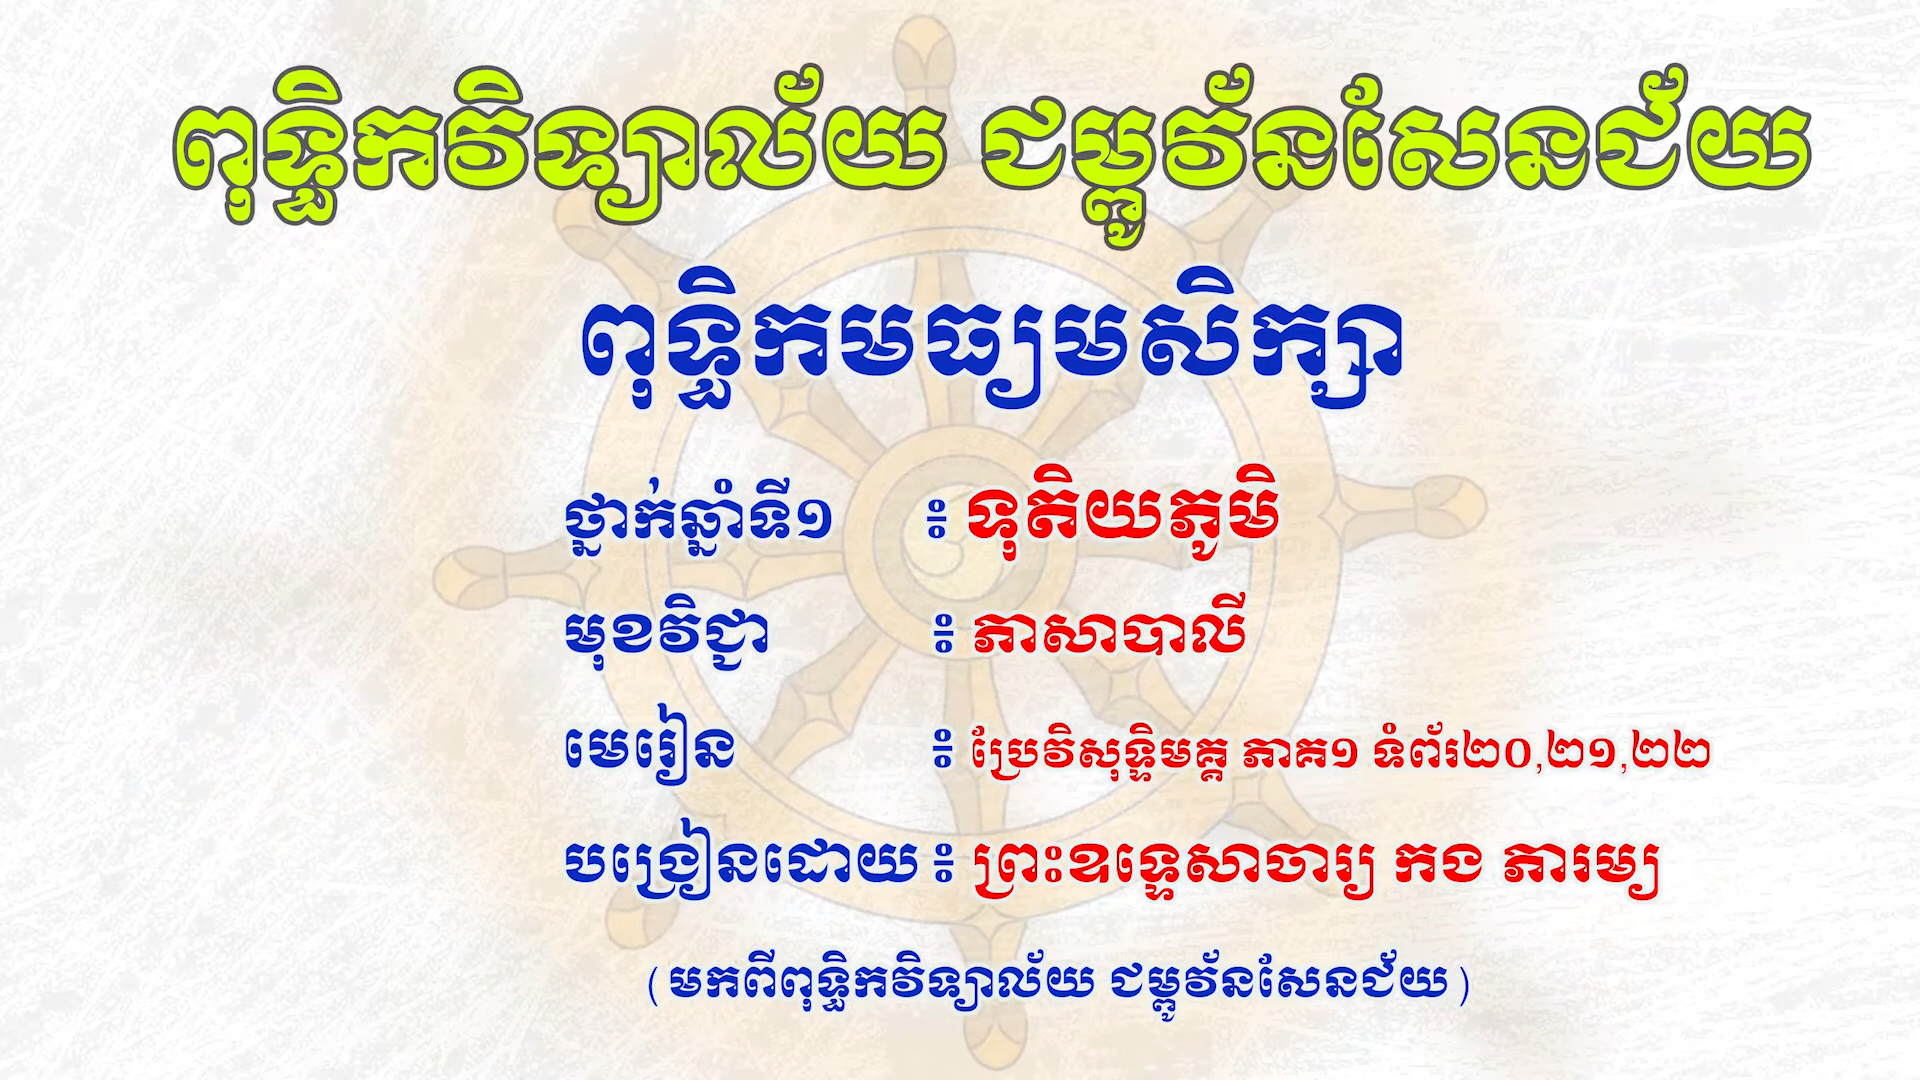 ពុទ្ធិកវិទ្យាល័យ ជម្ពូវ័នសែនជ័យ
ពុទ្ធិកមធ្យមសិក្សា
ថ្នាក់ឆ្នាំទី១ ៖ ទុតិយភូមិ
មុខវិជ្ជា ៖ ភាសាបាលី
មេរៀន ៖ ប្រែវិសុទ្ធិមគ្គ ភាគ១ ទំព័រ២០,២១,២២
បង្រៀនដោយ ៖ ព្រះឧទ្ទេសាចារ្យ កង ភារម្យ
(មកពីពុទ្ធិកវិទ្យាល័យ ជម្ពូវ័នសែនជ័យ)